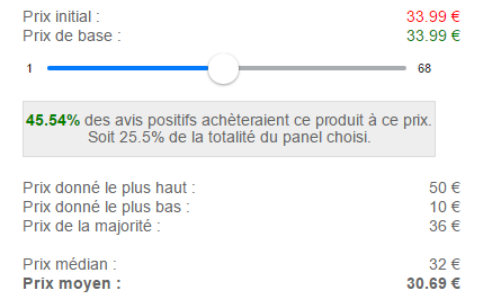 Prix initial : 33.99 €
Prix de base : 33.99 €
1 68
45.54% des avis positifs achèteraient ce produit à ce prix.
Soit 25.5% de la totalité du panel choisi.
Prix donné le plus haut : 50 €
Prix donné le plus bas : 10 €
Prix de la majorité : 36 €
Prix médian : 32 €
Prix moyen : 30.69 €